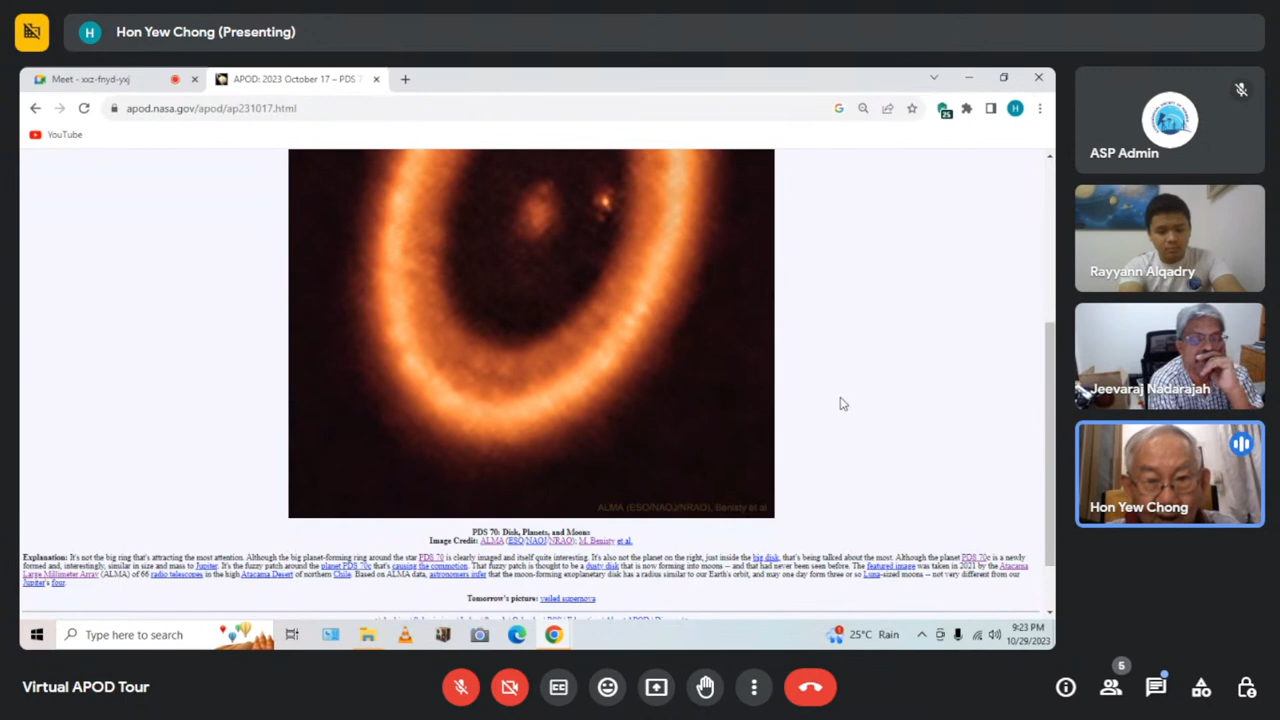 H Hon Yew Chong (Presenting)
Meet - xxz-fnyd-yxj
APOD: 2023 October 17 – PDS 7
apod.nasa.gov/apod/ap231017.html
YouTube
ALMA (ESO/NAOJ/NRAO), Benisty et al
PDS 70: Disk, Planets, and Moons
Image Credit: ALMA (ESO/NAOJ/NRAO); M. Benisty et al.
Explanation: It's not the big ring that's attracting the most attention. Although the big planet-forming ring around the star PDS 70 is clearly imaged and itself quite interesting. It's also not the planet on the right, just inside the big disk, that's being talked about the most. Although the planet PDS 70c is a newly
formed and, interestingly, similar in size and mass to Jupiter. It's the fuzzy patch around the planet PDS 70c that's causing the commotion. That fuzzy patch is thought to be a dusty disk that is now forming into moons -- and that had never been seen before. The featured image was taken in 2021 by the Atacama
Large Millimeter Array (ALMA) of 66 radio telescopes in the high Atacama Desert of northern Chile. Based on ALMA data, astronomers infer that the moon-forming exoplanetary disk has a radius similar to our Earth's orbit, and may one day form three or so Luna-sized moons -- not very different from our
Jupiter's four.
Tomorrow's picture: veiled supernova
Type here to search
25°C Rain
9:23 PM
10/29/2023
ASP Admin
Rayyann Alqadry
Jeevaraj Nadarajah
Hon Yew Chong
Virtual APOD Tour
5